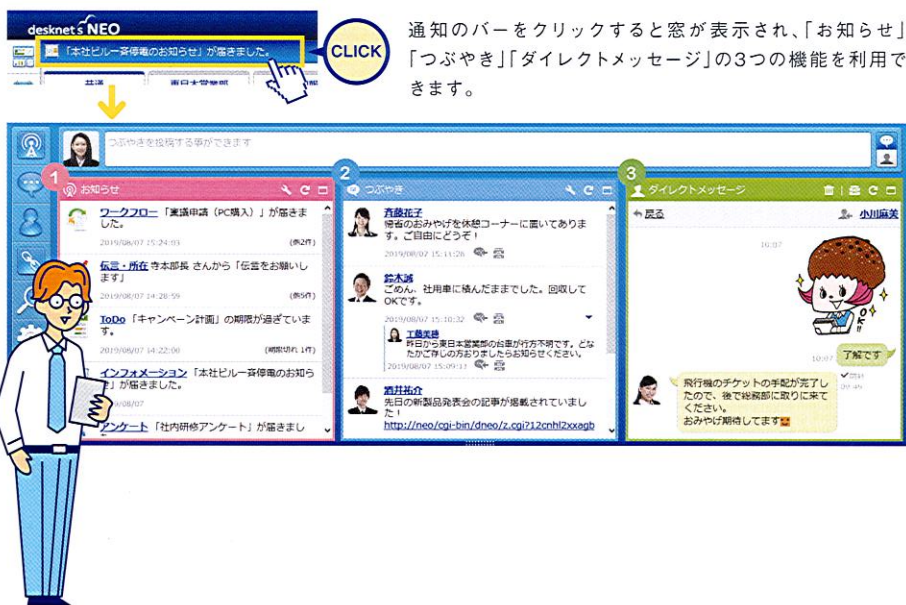 desknet's NEO
「本社ビル一斉停電のお知らせ」が届きました。
共通
東日本営業部
CLICK
通知のバーをクリックすると窓が表示され、「お知らせ」
「つぶやき」「ダイレクトメッセージ」の3つの機能を利用で
きます。
つぶやきを投稿する事ができます
1
お知らせ
ワークフロー「稟議申請（PC購入）」が届きま
した。
2019/08/07 15:24:03 (他2件)
伝言・所在 寺本部長 さんから「伝言をお願いし
ます」
2019/08/07 14:28:59 (他5件)
ToDo「キャンペーン計画」の期限が過ぎていま
す。
2019/08/07 14:22:00 (期限切れ 1件)
インフォメーション「本社ビル一斉停電のお知ら
せ」が届きました。
2019/08/07
アンケート「社内研修アンケート」が届きまし
2
つぶやき
斉藤花子
帰省のおみやげを休憩コーナーに置いてありま
す。ご自由にどうぞ！
2019/08/07 15:11:28
鈴木誠
ごめん、社用車に積んだままでした。回収して
OKです。
2019/08/07 15:10:32
工藤美穂
昨日から東日本営業部の台車が行方不明です。どな
たかご存じの方おりましたらお知らせください。
2019/08/07 15:09:13
酒井祐介
先日の新製品発表会の記事が掲載されていまし
た！
http://neo/cgi-bin/dneo/z.cgi?12cnhl2xxagb
3
ダイレクトメッセージ
戻る
小川麻美
10:07
OK
10:07
了解です
飛行機のチケットの手配が完了し
たので、後で総務部に取りに来て
ください。
おみやげ期待してます
09:49